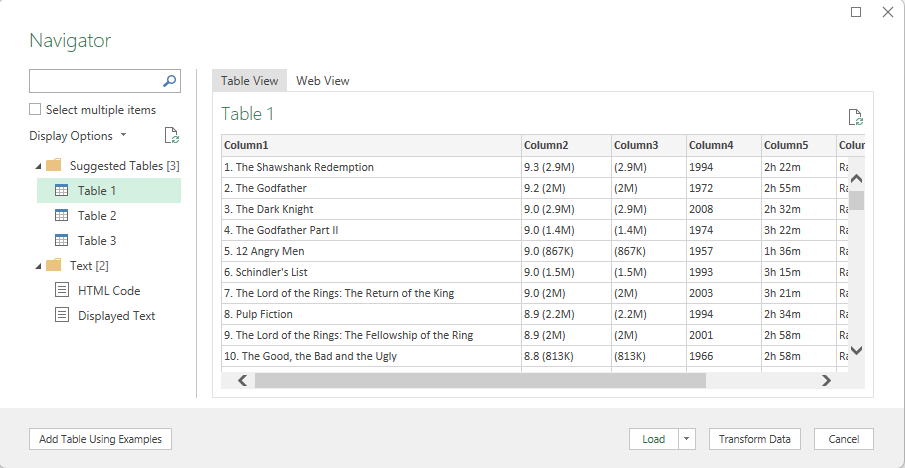 Navigator
Select multiple items
Display Options
Suggested Tables [3]
Table 1
Table 2
Table 3
Text [2]
HTML Code
Displayed Text
Table View Web View
Table 1
Column1 Column2 Column3 Column4 Column5 Colur
1. The Shawshank Redemption 9.3 (2.9M) (2.9M) 1994 2h 22m Ra
2. The Godfather 9.2 (2M) (2M) 1972 2h 55m Ra
3. The Dark Knight 9.0 (2.9M) (2.9M) 2008 2h 32m Ra
4. The Godfather Part II 9.0 (1.4M) (1.4M) 1974 3h 22m Ra
5. 12 Angry Men 9.0 (867K) (867K) 1957 1h 36m Ra
6. Schindler's List 9.0 (1.5M) (1.5M) 1993 3h 15m Ra
7. The Lord of the Rings: The Return of the King 9.0 (2M) (2M) 2003 3h 21m Ra
8. Pulp Fiction 8.9 (2.2M) (2.2M) 1994 2h 34m Ra
9. The Lord of the Rings: The Fellowship of the Ring 8.9 (2M) (2M) 2001 2h 58m Ra
10. The Good, the Bad and the Ugly 8.8 (813K) (813K) 1966 2h 58m Ra
Add Table Using Examples Load Transform Data Cancel